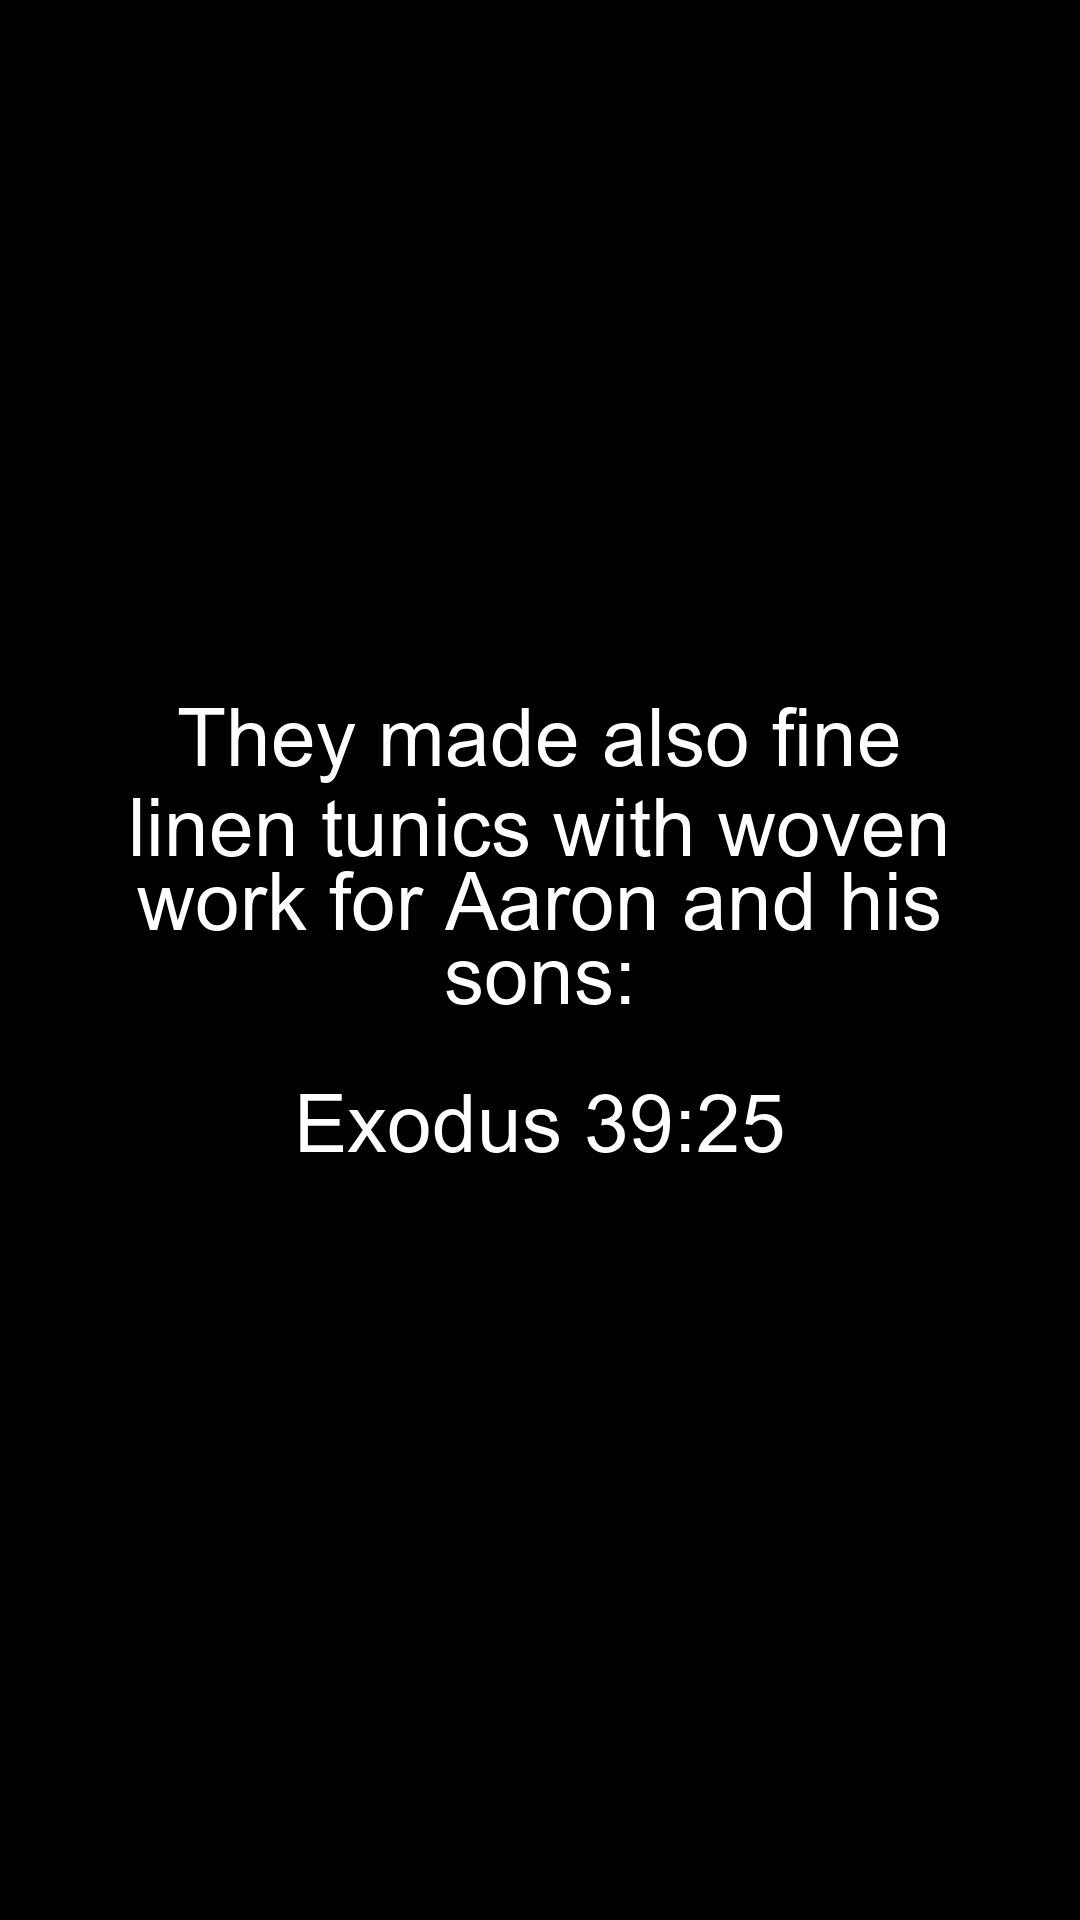 They made also fine
linen tunics with woven
work for Aaron and his
sons:
Exodus 39:25